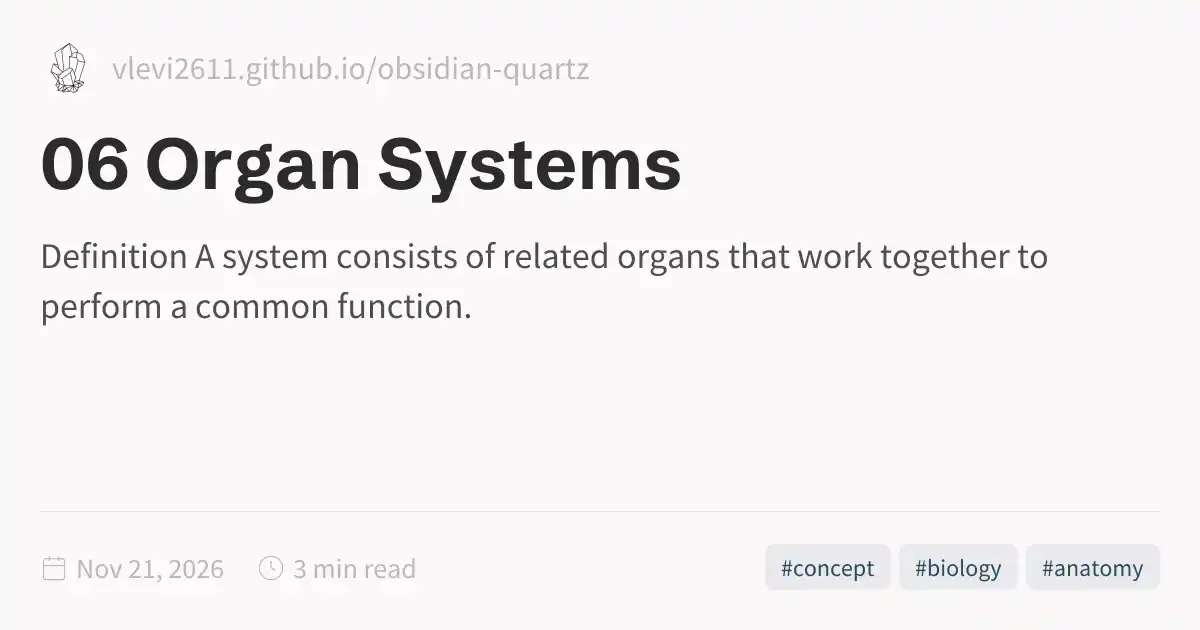 vlevi2611.github.io/obsidian-quartz
06 Organ Systems
Definition A system consists of related organs that work together to
perform a common function.
Nov 21, 2026 3 min read #concept #biology #anatomy